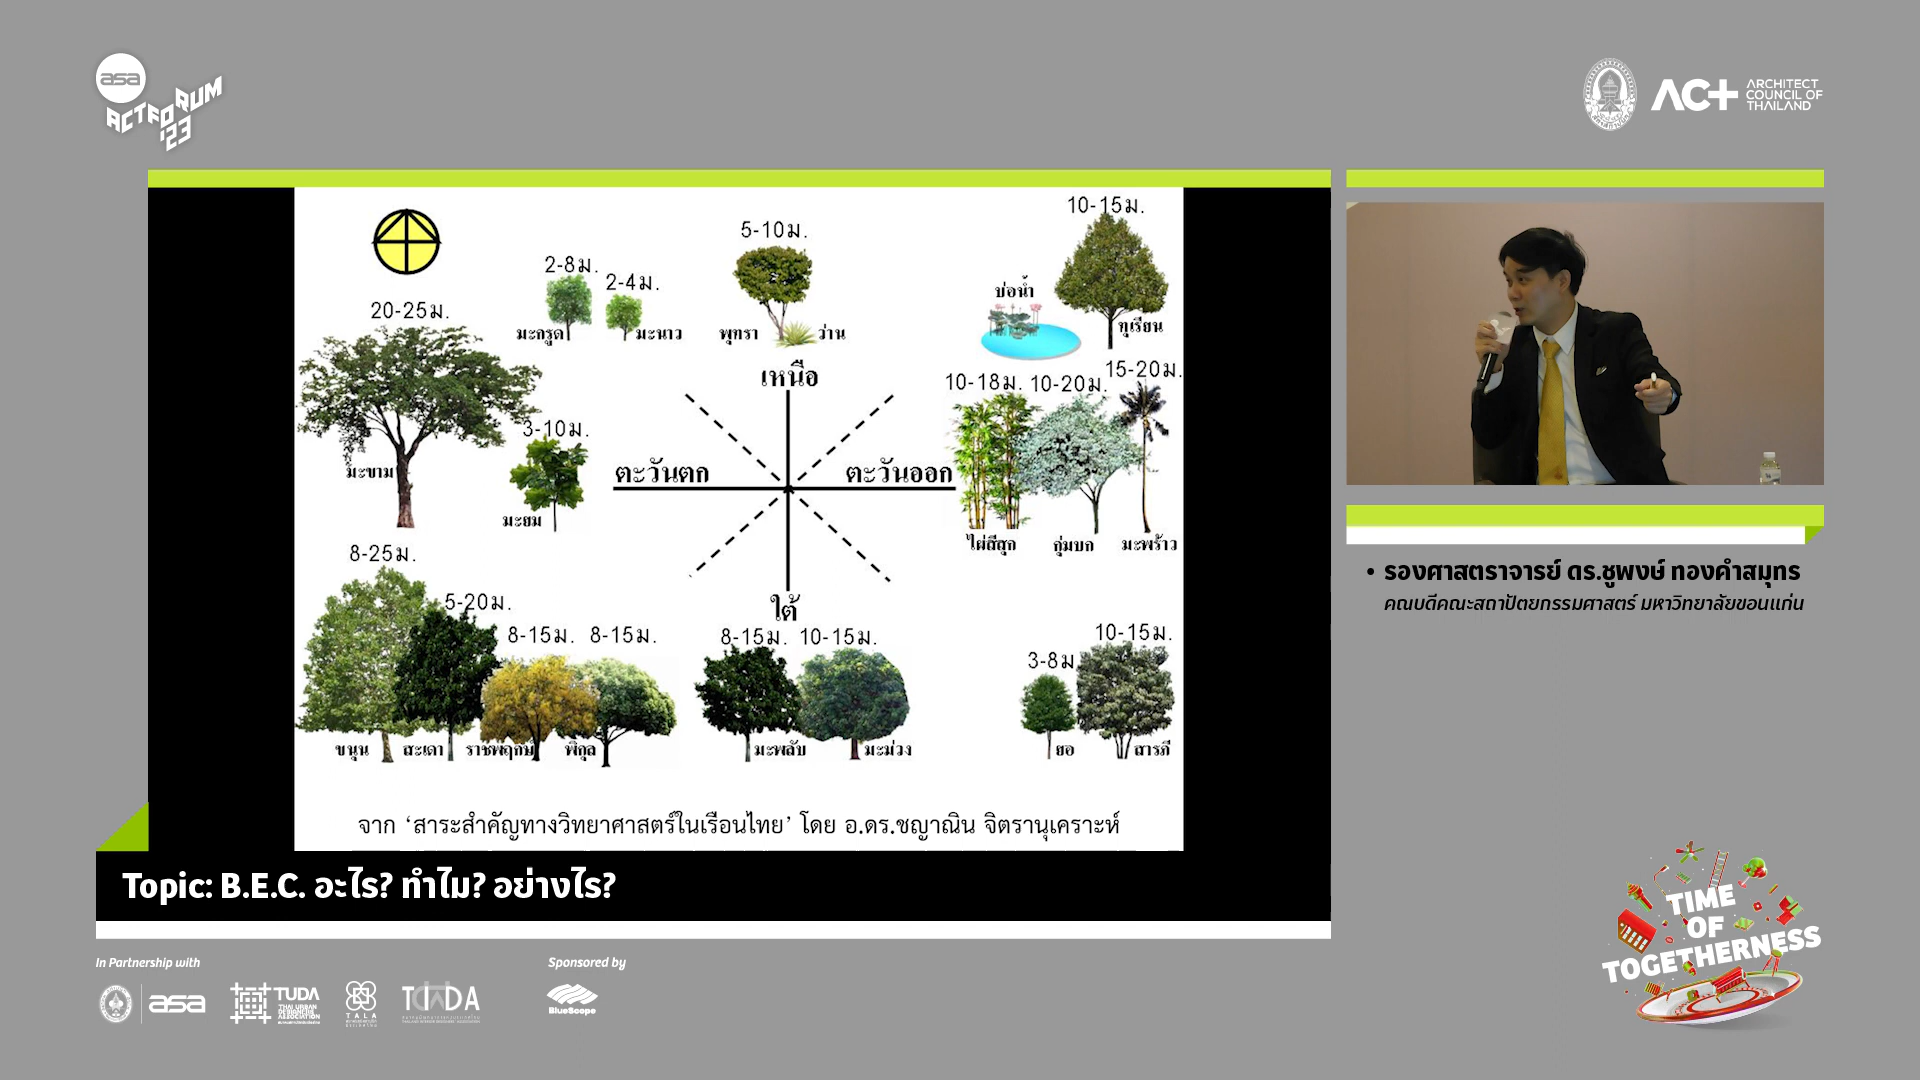 asa
ACTFORUM
'23
ACT
ARCHITECT
COUNCIL OF
THAILAND
10-15ม.
5-10ม.
2-8ม.
2-4ม.
20-25ม.
บ่อน้ำ
ทุเรียน
มะกรูด
มะนาว
พุทรา
ว่าน
เหนือ
10-18ม.
10-20ม.
15-20ม.
3-10ม.
มะขาม
ตะวันตก
ตะวันออก
มะยม
ไผ่สีสุก
กุ่มบก
มะพร้าว
8-25ม.
5-20ม.
ใต้
8-15ม.
8-15ม.
8-15ม.
10-15ม.
3-8ม
10-15ม.
ขนุน
สะเดา
ราชพฤกษ์
พิกุล
มะพลับ
มะม่วง
ยอ
สารภี
จาก ‘สาระสำคัญทางวิทยาศาสตร์ในเรือนไทย’ โดย อ.ดร.ชญาณิน จิตรานุเคราะห์
Topic: B.E.C. อะไร? ทำไม? อย่างไร?
• รองศาสตราจารย์ ดร.ชูพงษ์ ทองคำสมุทร
คณบดีคณะสถาปัตยกรรมศาสตร์ มหาวิทยาลัยขอนแก่น
TIME
OF
TOGETHERNESS
In Partnership with
Sponsored by
asa
TUDA
THAI URBAN
DESIGNERS
ASSOCIATION
TALA
TIDA
BlueScope